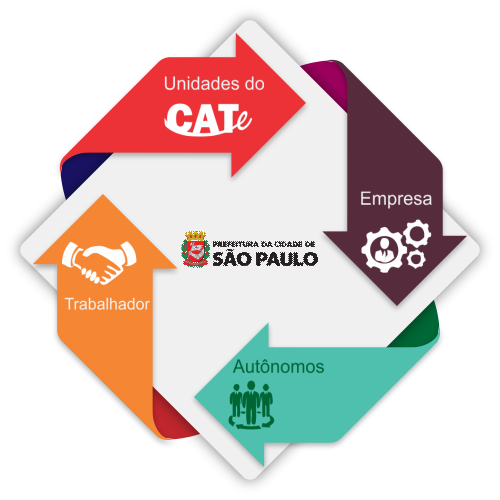 Unidades do
CATe
Empresa
PREFEITURA DA CIDADE DE
SÃO PAULO
Trabalhador
Autônomos